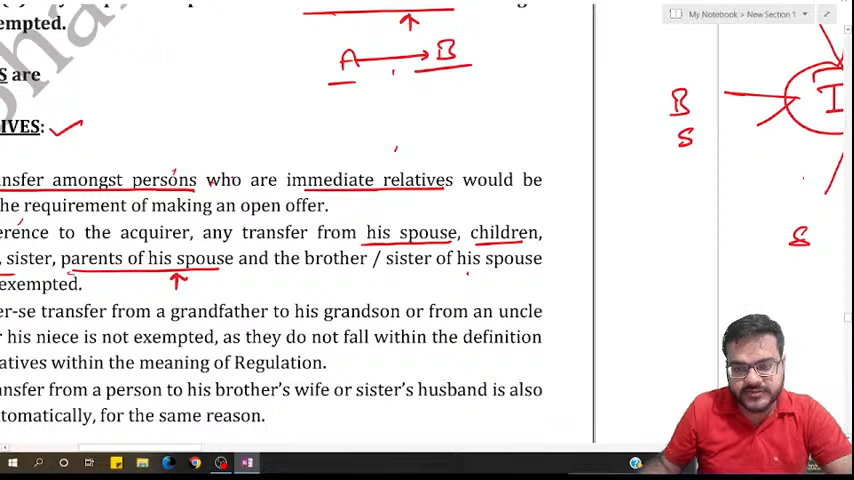 empted.
A → B
S are
IVES:
nsfer amongst persons who are immediate relatives would be
the requirement of making an open offer.
erence to the acquirer, any transfer from his spouse, children,
, sister, parents of his spouse and the brother / sister of his spouse
exempted.
er-se transfer from a grandfather to his grandson or from an uncle
r his niece is not exempted, as they do not fall within the definition
atives within the meaning of Regulation.
ansfer from a person to his brother's wife or sister's husband is also
utomatically, for the same reason.
My Notebook » New Section 1
I
B
S
S